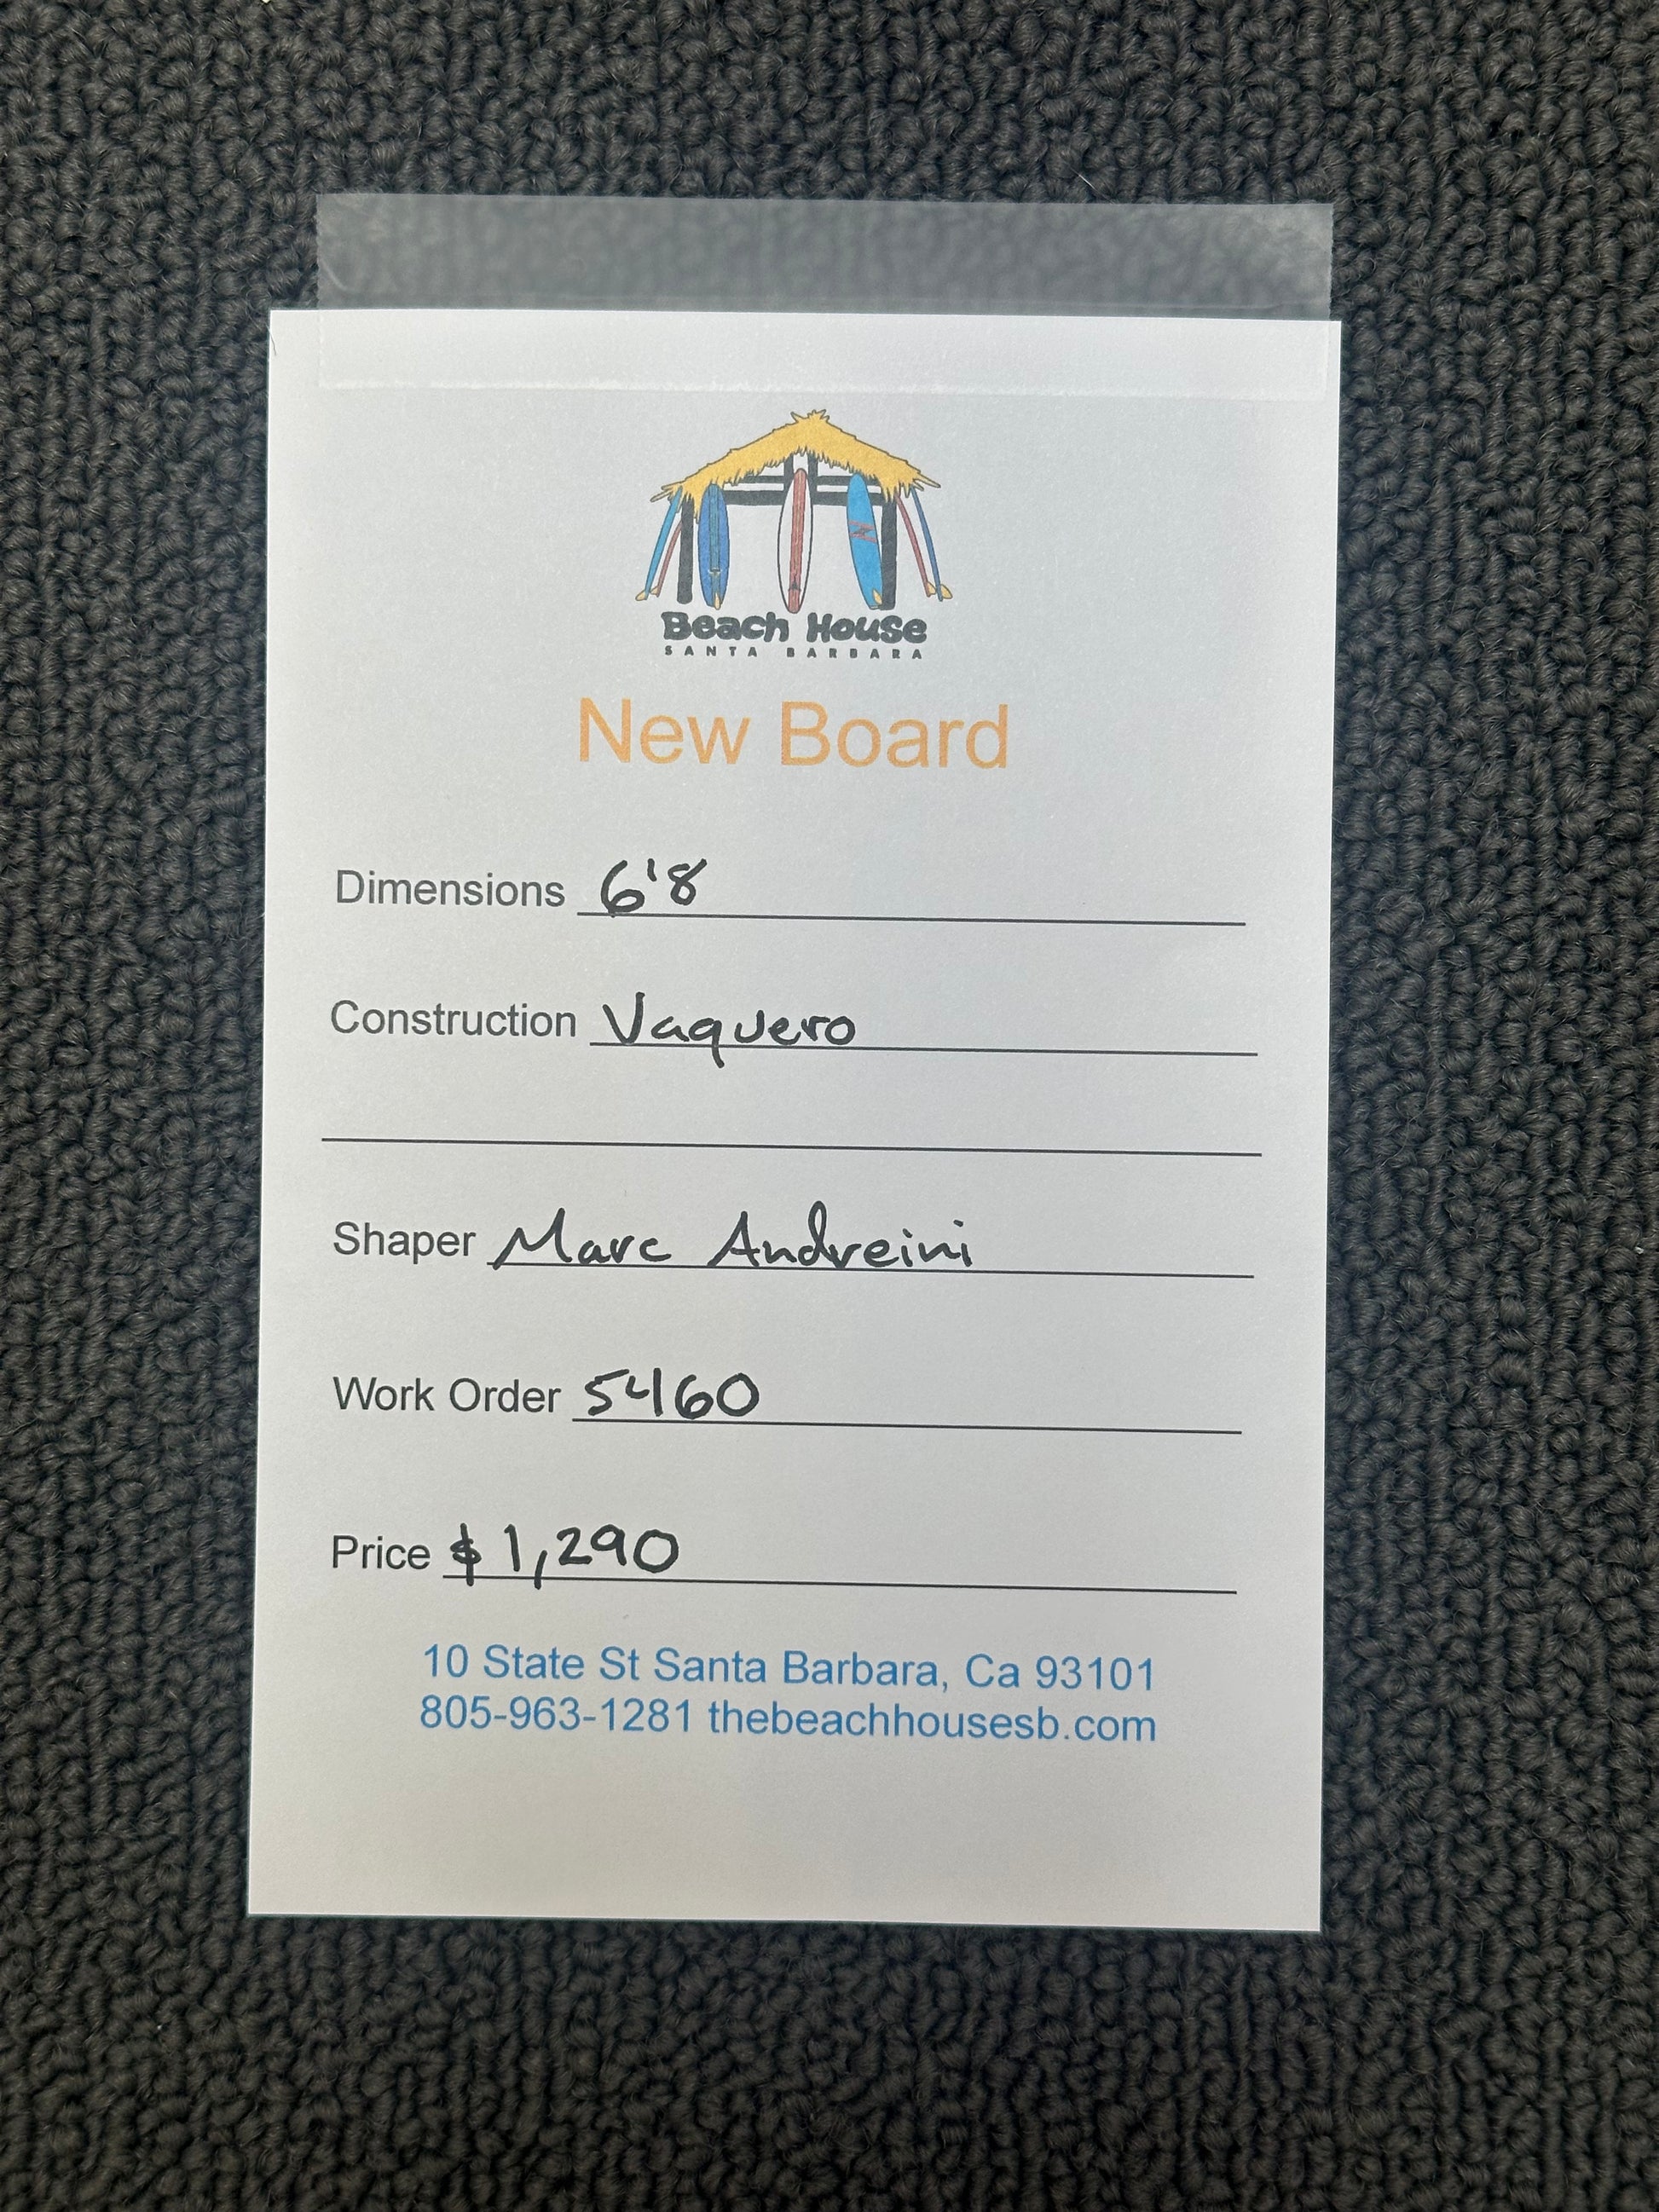 Beach House
SANTA BARBARA
New Board
Dimensions 6'8
Construction Vaquero
Shaper Marc Andreini
Work Order 5460
Price $1,290
10 State St Santa Barbara, Ca 93101
805-963-1281 thebeachhousesb.com